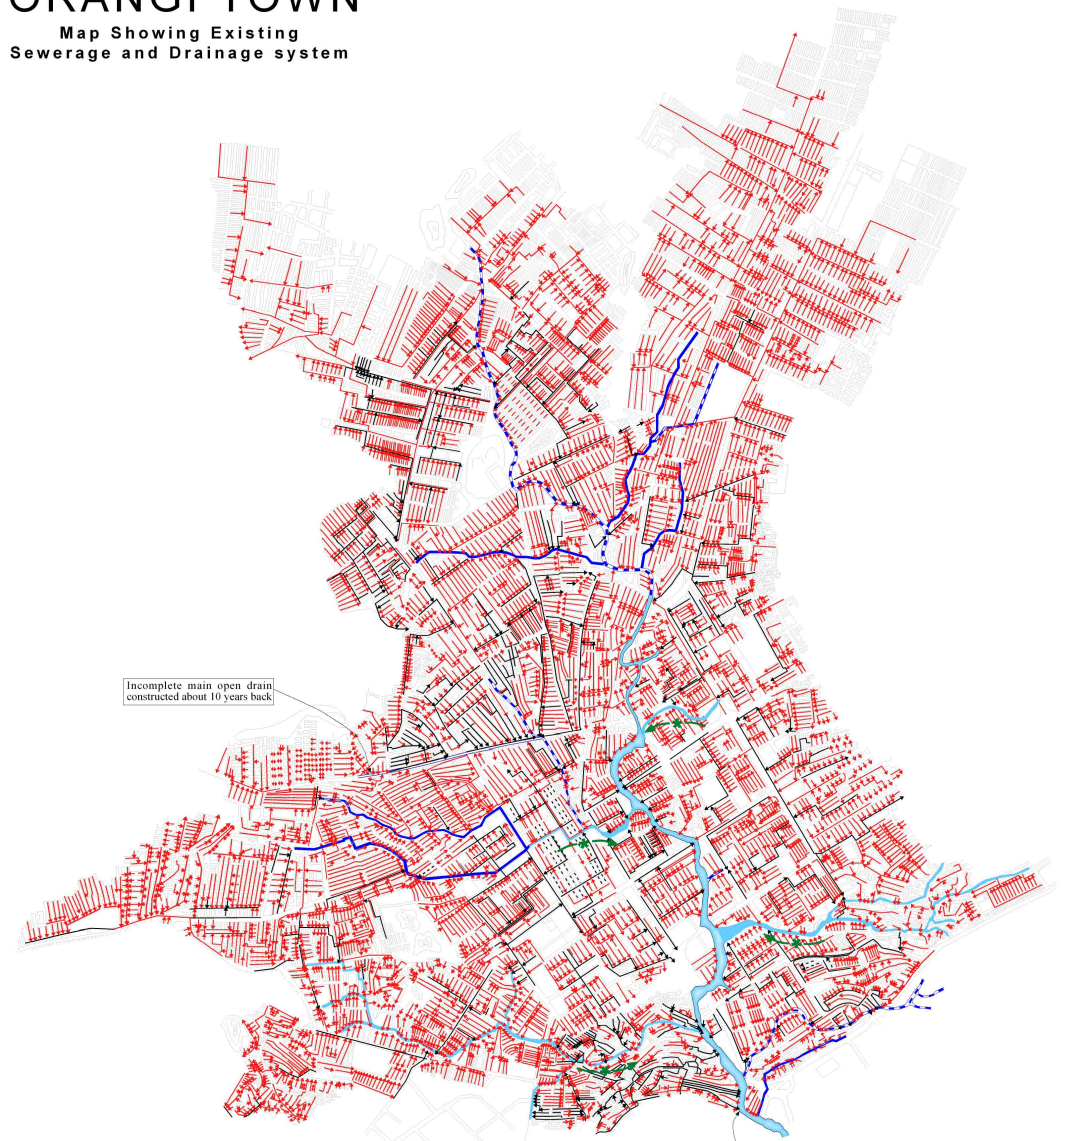 ORANGI TOWN
Map Showing Existing
Sewerage and Drainage system
Incomplete main open drain
constructed about 10 years back